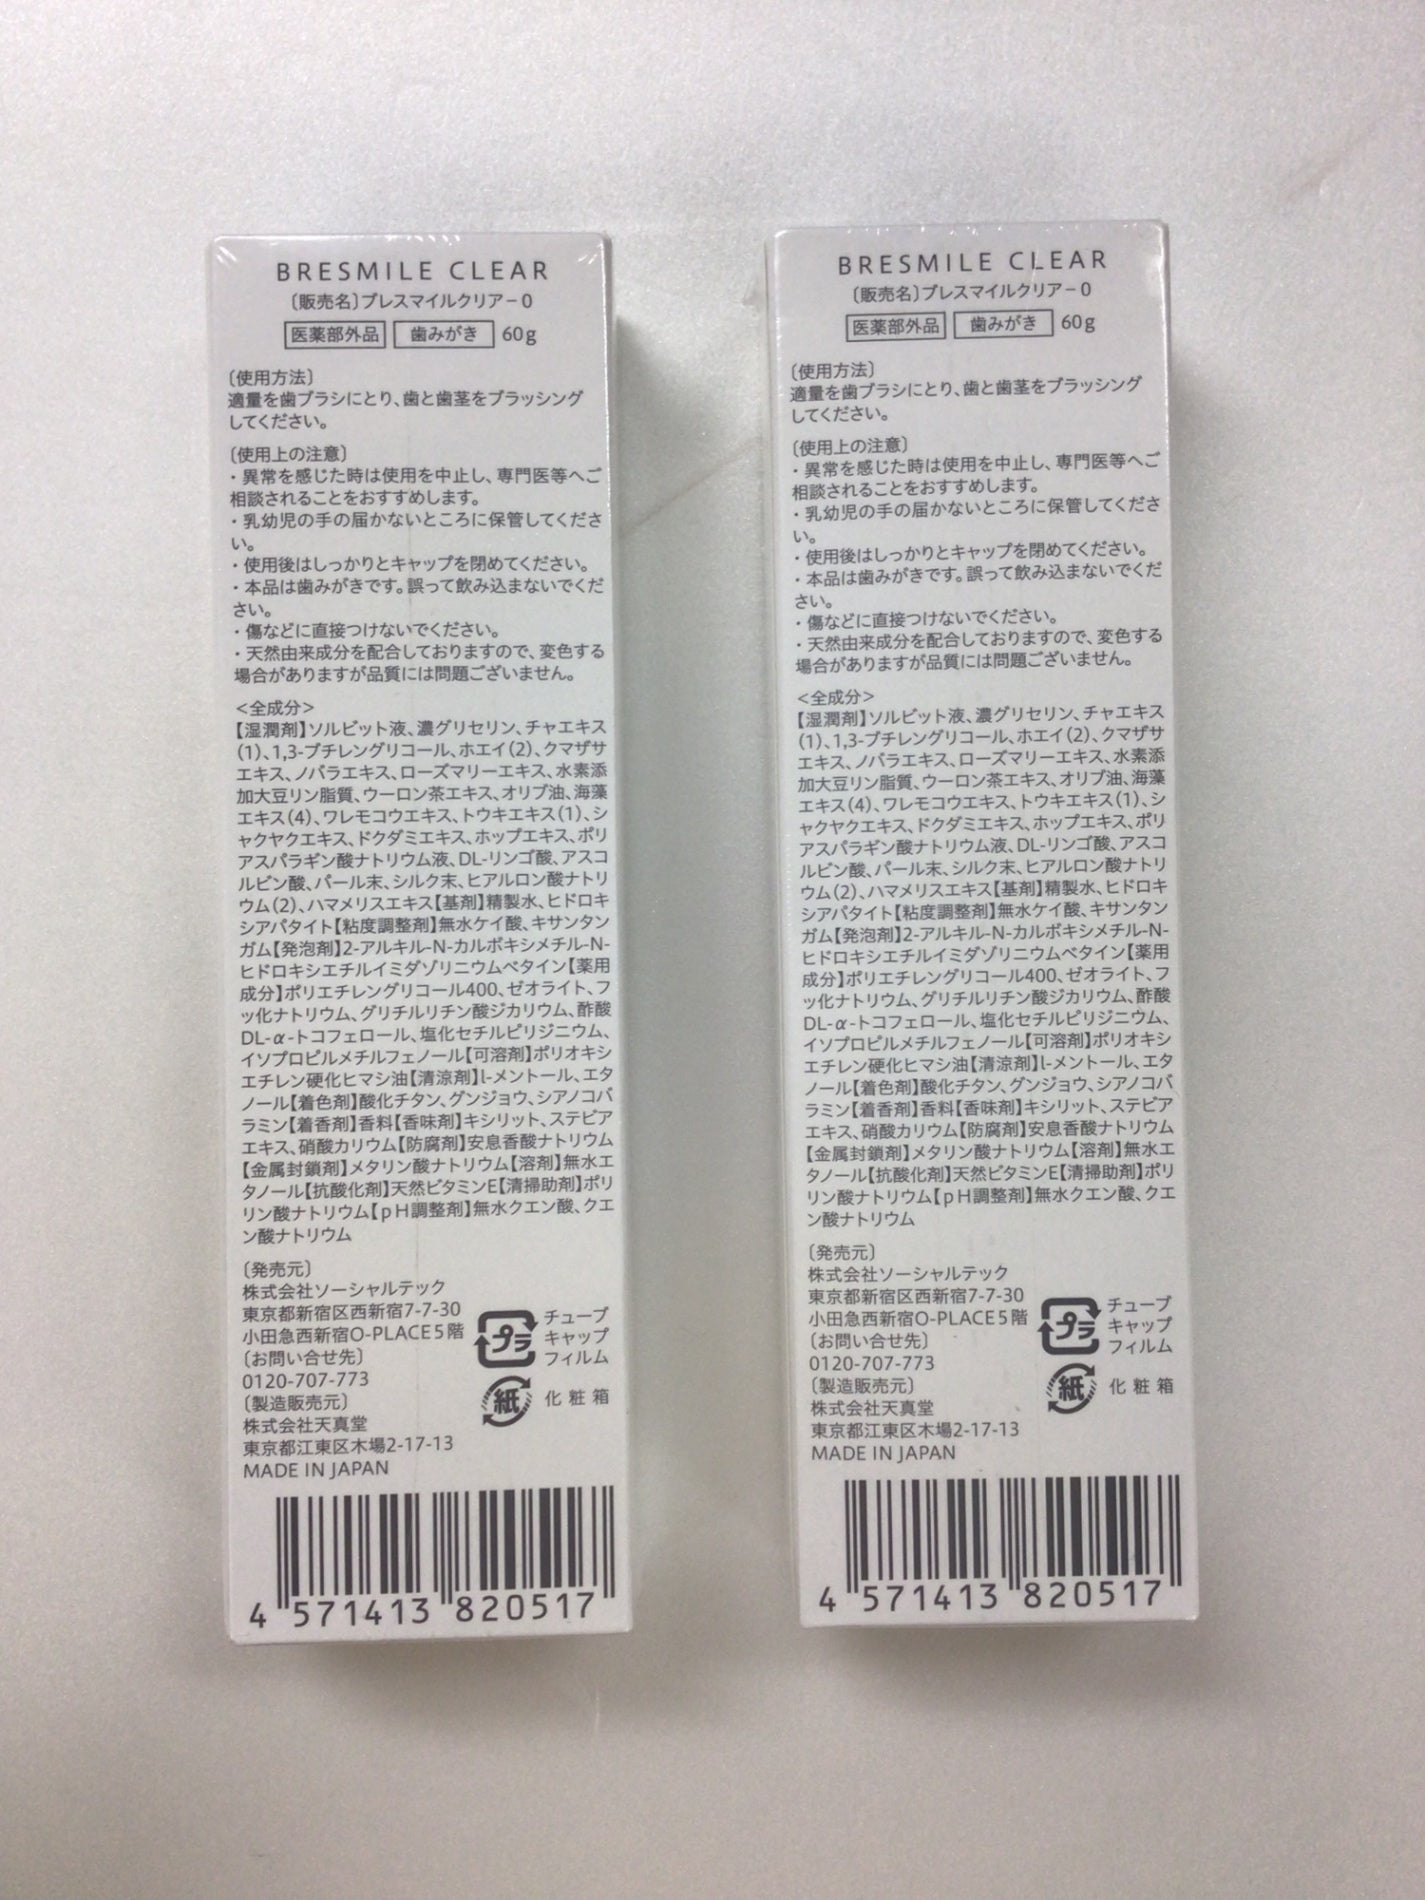 BRESMILE CLEAR
〔販売名〕ブレスマイルクリアー0
医薬部外品 歯みがき 60g
〔使用方法〕
適量を歯ブラシにとり、歯と歯茎をブラッシング
してください。
〔使用上の注意〕
・異常を感じた時は使用を中止し、専門医等へご
相談されることをおすすめします。
・乳幼児の手の届かないところに保管してくださ
い。
・使用後はしっかりとキャップを閉めてください。
・本品は歯みがきです。誤って飲み込まないでくだ
さい。
・傷などに直接つけないでください。
・天然由来成分を配合しておりますので、変色する
場合がありますが品質には問題ございません。
<全成分>
【湿潤剤】ソルビット液、濃グリセリン、チャエキス
(1)、1,3-ブチレングリコール、ホエイ(2)、クマザサ
エキス、ノバラエキス、ローズマリーエキス、水素添
加大豆リン脂質、ウーロン茶エキス、オリブ油、海藻
エキス(4)、ワレモコウエキス、トウキエキス(1)、シ
ャクヤクエキス、ドクダミエキス、ホップエキス、ポリ
アスパラギン酸ナトリウム液、DL-リンゴ酸、アスコ
ルビン酸、パール末、シルク末、ヒアルロン酸ナトリ
ウム(2)、ハマメリスエキス【基剤】精製水、ヒドロキ
シアパタイト【粘度調整剤】無水ケイ酸、キサンタン
ガム【発泡剤】2-アルキル-N-カルボキシメチル-N-
ヒドロキシエチルイミダゾリニウムベタイン【薬用
成分】ポリエチレングリコール400、ゼオライト、フ
ッ化ナトリウム、グリチルリチン酸ジカリウム、酢酸
DL-α-トコフェロール、塩化セチルピリジニウム、
イソプロピルメチルフェノール【可溶剤】ポリオキシ
エチレン硬化ヒマシ油【清涼剤】l-メントール、エタ
ノール【着色剤】酸化チタン、グンジョウ、シアノコバ
ラミン【着香剤】香料【香味剤】キシリット、ステビア
エキス、硝酸カリウム【防腐剤】安息香酸ナトリウム
【金属封鎖剤】メタリン酸ナトリウム【溶剤】無水エ
タノール【抗酸化剤】天然ビタミンE【清掃助剤】ポリ
リン酸ナトリウム【pH調整剤】無水クエン酸、クエ
ン酸ナトリウム
〔発売元〕
株式会社ソーシャルテック
東京都新宿区西新宿7-7-30
小田急西新宿O-PLACE5階
〔お問い合せ先〕
0120-707-773
〔製造販売元〕
株式会社天真堂
東京都江東区木場2-17-13
MADE IN JAPAN
プラ
チューブ
キャップ
フィルム
紙 化粧箱
4 571413 820517
BRESMILE CLEAR
〔販売名〕ブレスマイルクリアー0
医薬部外品 歯みがき 60g
〔使用方法〕
適量を歯ブラシにとり、歯と歯茎をブラッシング
してください。
〔使用上の注意〕
・異常を感じた時は使用を中止し、専門医等へご
相談されることをおすすめします。
・乳幼児の手の届かないところに保管してくださ
い。
・使用後はしっかりとキャップを閉めてください。
・本品は歯みがきです。誤って飲み込まないでくだ
さい。
・傷などに直接つけないでください。
・天然由来成分を配合しておりますので、変色する
場合がありますが品質には問題ございません。
<全成分>
【湿潤剤】ソルビット液、濃グリセリン、チャエキス
(1)、1,3-ブチレングリコール、ホエイ(2)、クマザサ
エキス、ノバラエキス、ローズマリーエキス、水素添
加大豆リン脂質、ウーロン茶エキス、オリブ油、海藻
エキス(4)、ワレモコウエキス、トウキエキス(1)、シ
ャクヤクエキス、ドクダミエキス、ホップエキス、ポリ
アスパラギン酸ナトリウム液、DL-リンゴ酸、アスコ
ルビン酸、パール末、シルク末、ヒアルロン酸ナトリ
ウム(2)、ハマメリスエキス【基剤】精製水、ヒドロキ
シアパタイト【粘度調整剤】無水ケイ酸、キサンタン
ガム【発泡剤】2-アルキル-N-カルボキシメチル-N-
ヒドロキシエチルイミダゾリニウムベタイン【薬用
成分】ポリエチレングリコール400、ゼオライト、フ
ッ化ナトリウム、グリチルリチン酸ジカリウム、酢酸
DL-α-トコフェロール、塩化セチルピリジニウム、
イソプロピルメチルフェノール【可溶剤】ポリオキシ
エチレン硬化ヒマシ油【清涼剤】l-メントール、エタ
ノール【着色剤】酸化チタン、グンジョウ、シアノコバ
ラミン【着香剤】香料【香味剤】キシリット、ステビア
エキス、硝酸カリウム【防腐剤】安息香酸ナトリウム
【金属封鎖剤】メタリン酸ナトリウム【溶剤】無水エ
タノール【抗酸化剤】天然ビタミンE【清掃助剤】ポリ
リン酸ナトリウム【pH調整剤】無水クエン酸、クエ
ン酸ナトリウム
〔発売元〕
株式会社ソーシャルテック
東京都新宿区西新宿7-7-30
小田急西新宿O-PLACE5階
〔お問い合せ先〕
0120-707-773
〔製造販売元〕
株式会社天真堂
東京都江東区木場2-17-13
MADE IN JAPAN
プラ
チューブ
キャップ
フィルム
紙 化粧箱
4 571413 820517